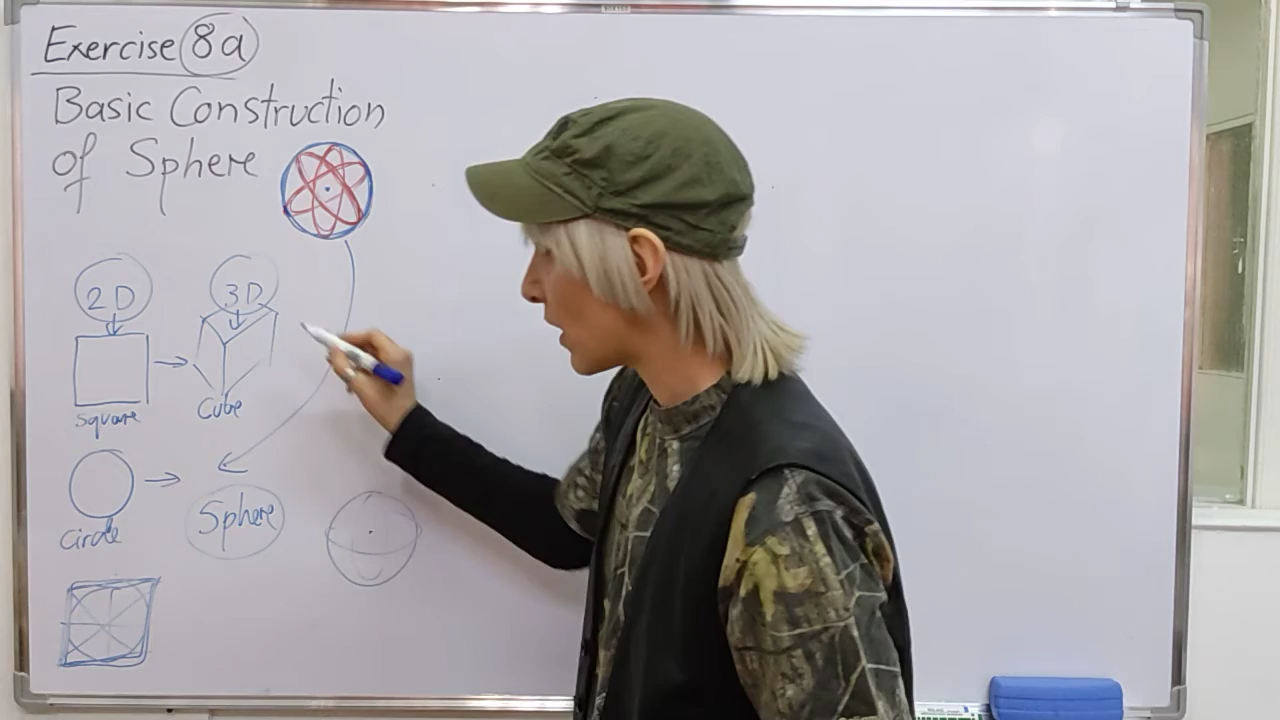 Exercise 8a
Basic Construction
of Sphere
2D
3D
Square
Cube
Circle
Sphere